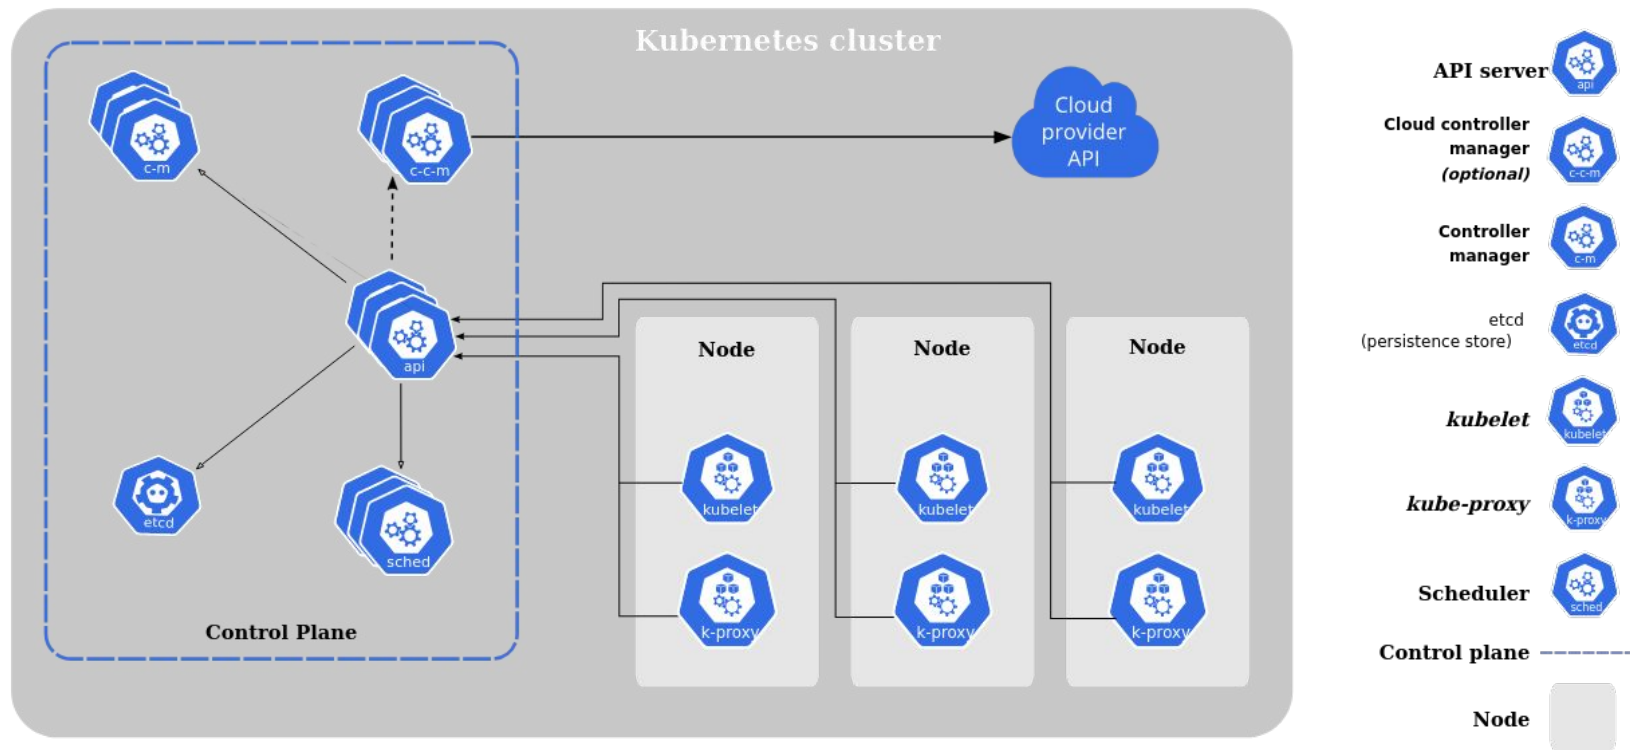 Kubernetes cluster
c-m
c-c-m
Cloud
provider
API
api
etcd
sched
Control Plane
Node
kubelet
k-proxy
Node
kubelet
k-proxy
Node
kubelet
k-proxy
API server
api
Cloud controller
manager
(optional)
c-c-m
Controller
manager
c-m
etcd
(persistence store)
etcd
kubelet
kubelet
kube-proxy
k-proxy
Scheduler
sched
Control plane
Node